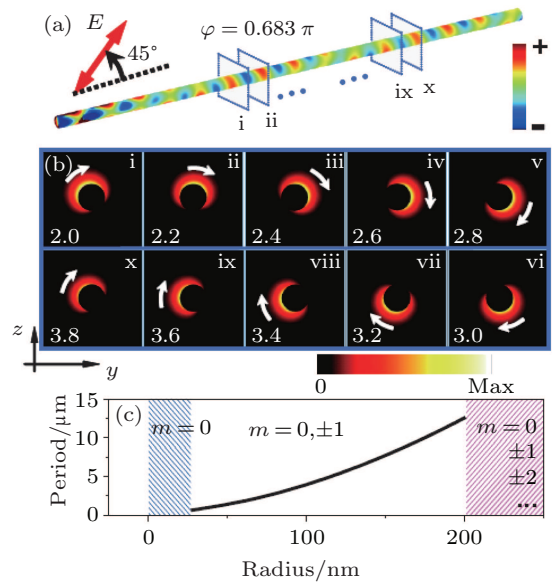 (a)
E
45°
φ = 0.683 π
+
−
i
ii
ix
x
(b)
i
ii
iii
iv
v
2.0
2.2
2.4
2.6
2.8
x
ix
viii
vii
vi
3.8
3.6
3.4
3.2
3.0
z
y
0
Max
(c)
Period/μm
15
10
5
0
m = 0
m = 0, ±1
m = 0
±1
±2
...
0
100
200
Radius/nm